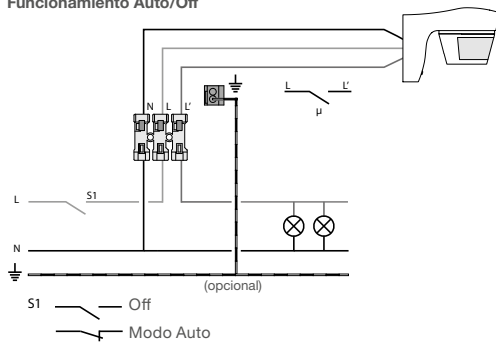 Funcionamiento Auto/Off
N L L'
L L'
μ
L S1
N
(opcional)
S1 Off
Modo Auto